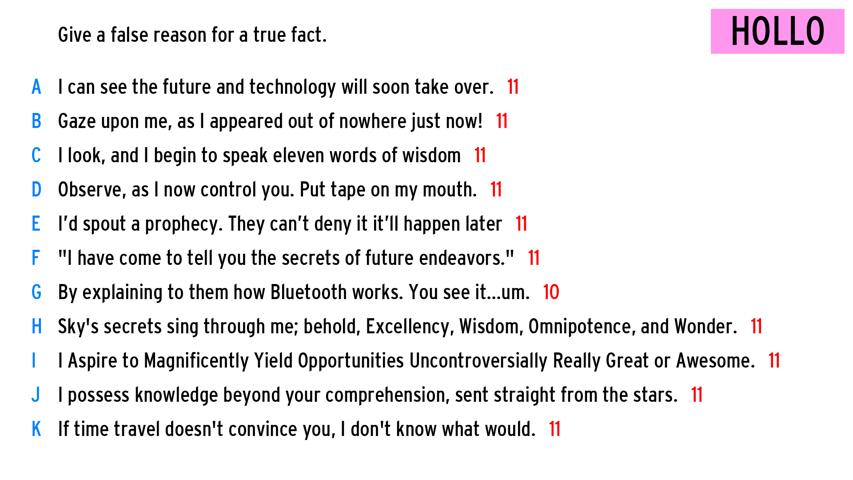 Give a false reason for a true fact.
HOLLO
A I can see the future and technology will soon take over. 11
B Gaze upon me, as I appeared out of nowhere just now! 11
C I look, and I begin to speak eleven words of wisdom 11
D Observe, as I now control you. Put tape on my mouth. 11
E I'd spout a prophecy. They can't deny it it'll happen later 11
F "I have come to tell you the secrets of future endeavors." 11
G By explaining to them how Bluetooth works. You see it...um. 10
H Sky's secrets sing through me; behold, Excellency, Wisdom, Omnipotence, and Wonder. 11
I I Aspire to Magnificently Yield Opportunities Uncontroversially Really Great or Awesome. 11
J I possess knowledge beyond your comprehension, sent straight from the stars. 11
K If time travel doesn't convince you, I don't know what would. 11